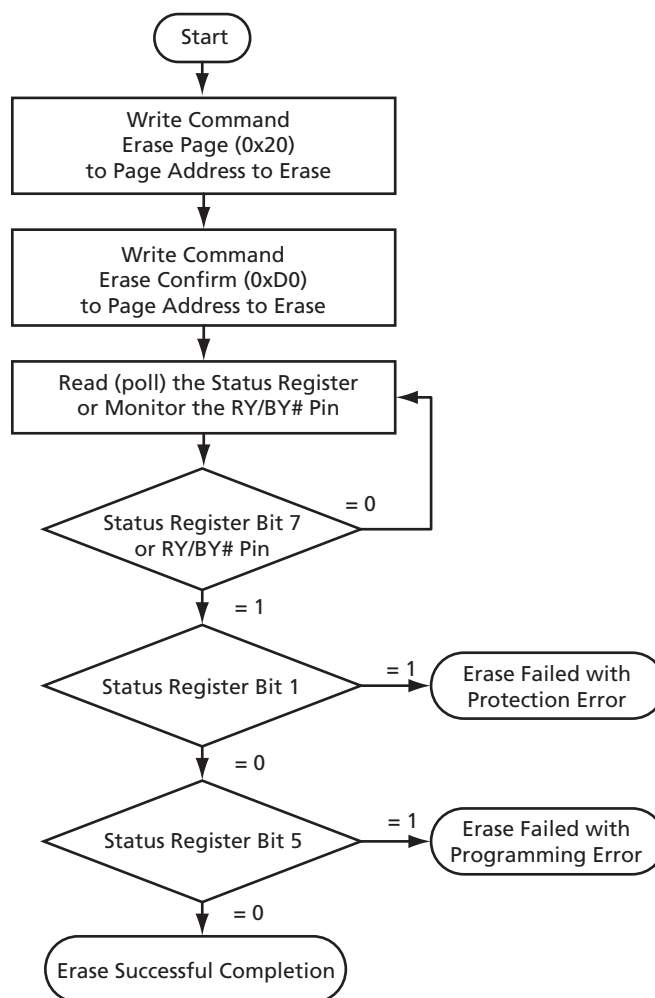 Start
Write Command
Erase Page (0x20)
to Page Address to Erase
Write Command
Erase Confirm (0xD0)
to Page Address to Erase
Read (poll) the Status Register
or Monitor the RY/BY# Pin
= 0
Status Register Bit 7
or RY/BY# Pin
= 1
Status Register Bit 1
= 1
Erase Failed with
Protection Error
= 0
Status Register Bit 5
= 1
Erase Failed with
Programming Error
= 0
Erase Successful Completion